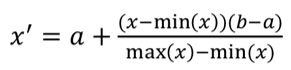 x′ = a + (x−min(x))(b−a) / max(x)−min(x)